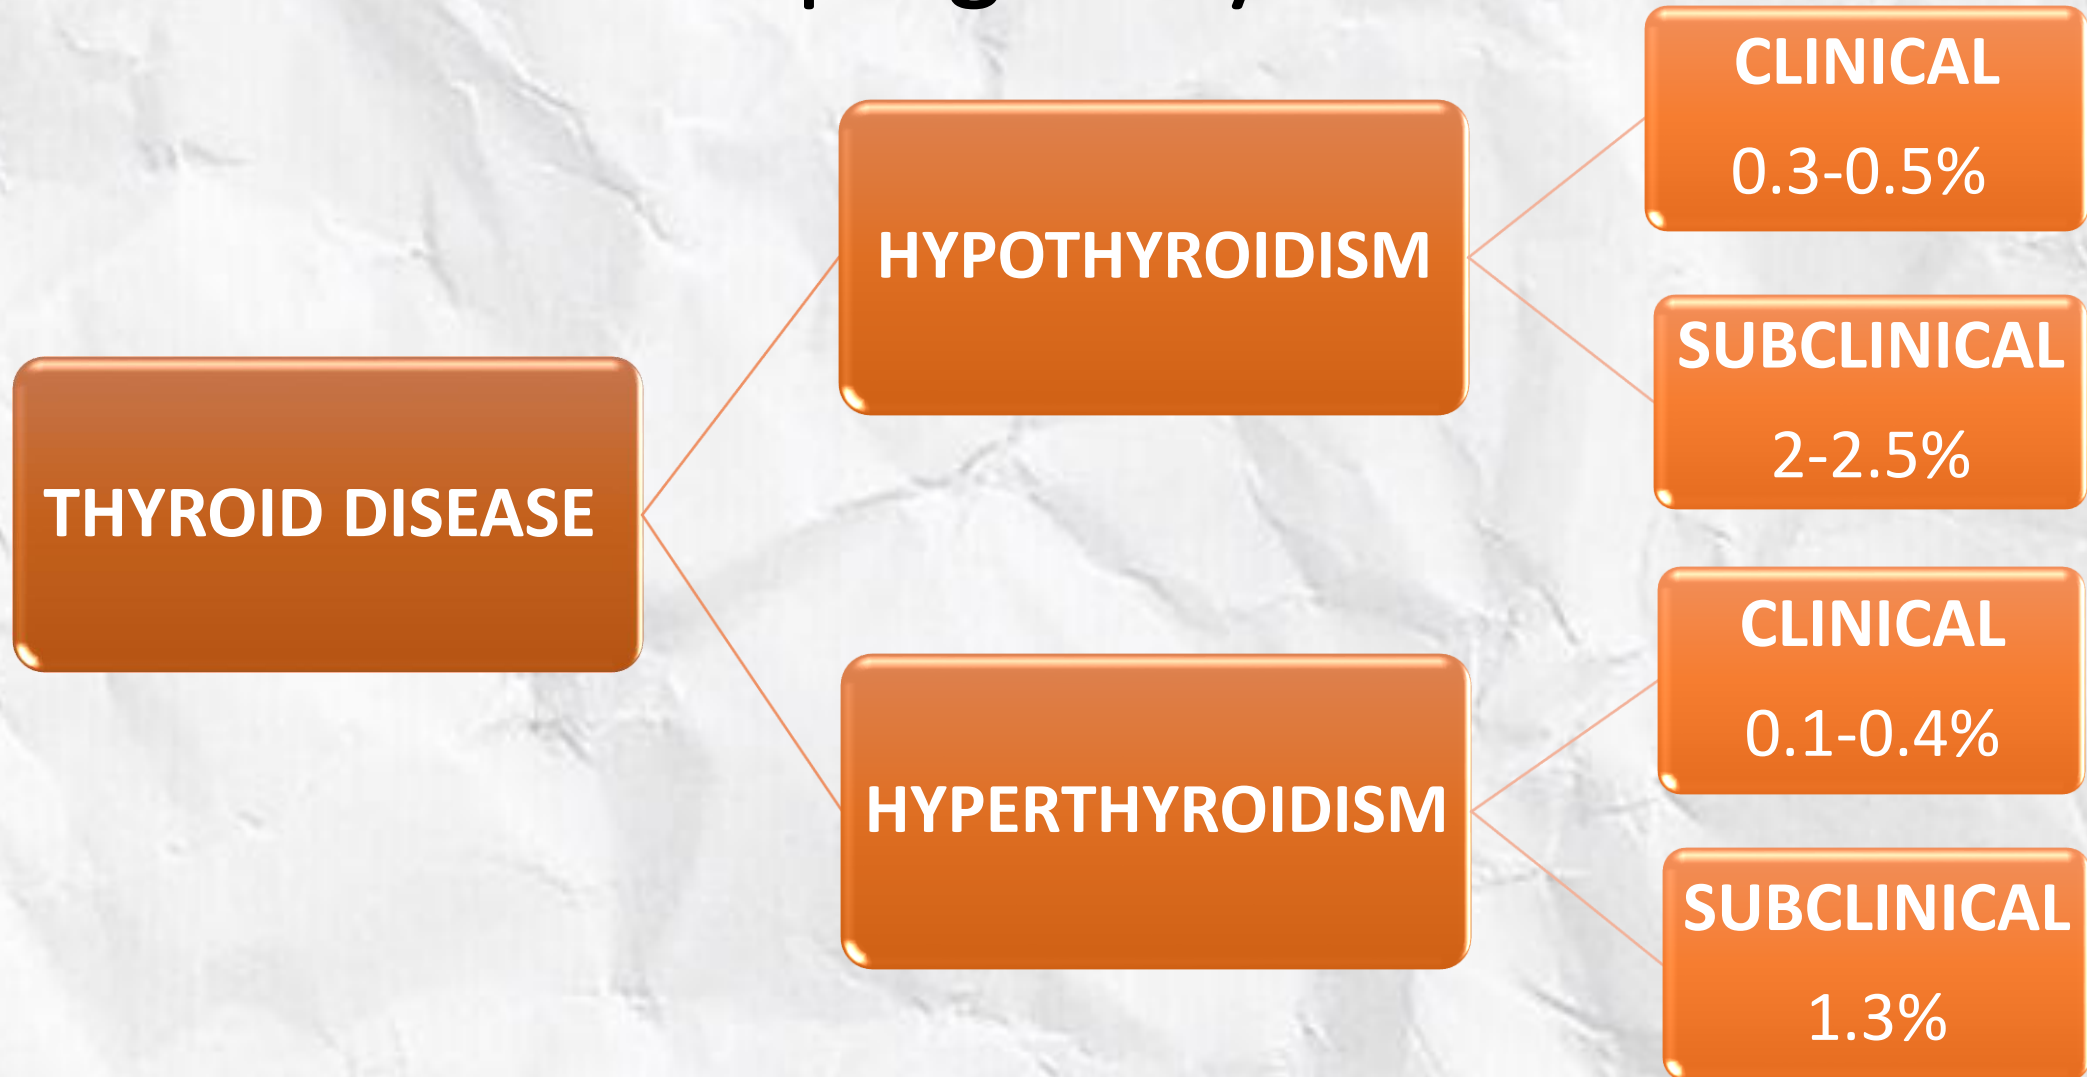 THYROID DISEASE
HYPOTHYROIDISM
CLINICAL
0.3-0.5%
SUBCLINICAL
2-2.5%
HYPERTHYROIDISM
CLINICAL
0.1-0.4%
SUBCLINICAL
1.3%